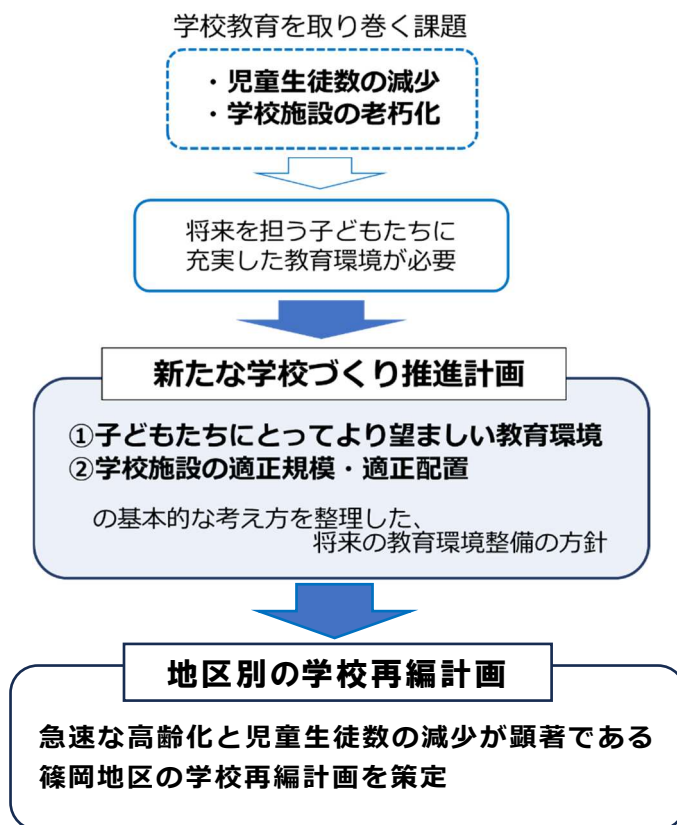 学校教育を取り巻く課題
・児童生徒数の減少
・学校施設の老朽化
将来を担う子どもたちに
充実した教育環境が必要
新たな学校づくり推進計画
①子どもたちにとってより望ましい教育環境
②学校施設の適正規模・適正配置
の基本的な考え方を整理した、
将来の教育環境整備の方針
地区別の学校再編計画
急速な高齢化と児童生徒数の減少が顕著である
篠岡地区の学校再編計画を策定